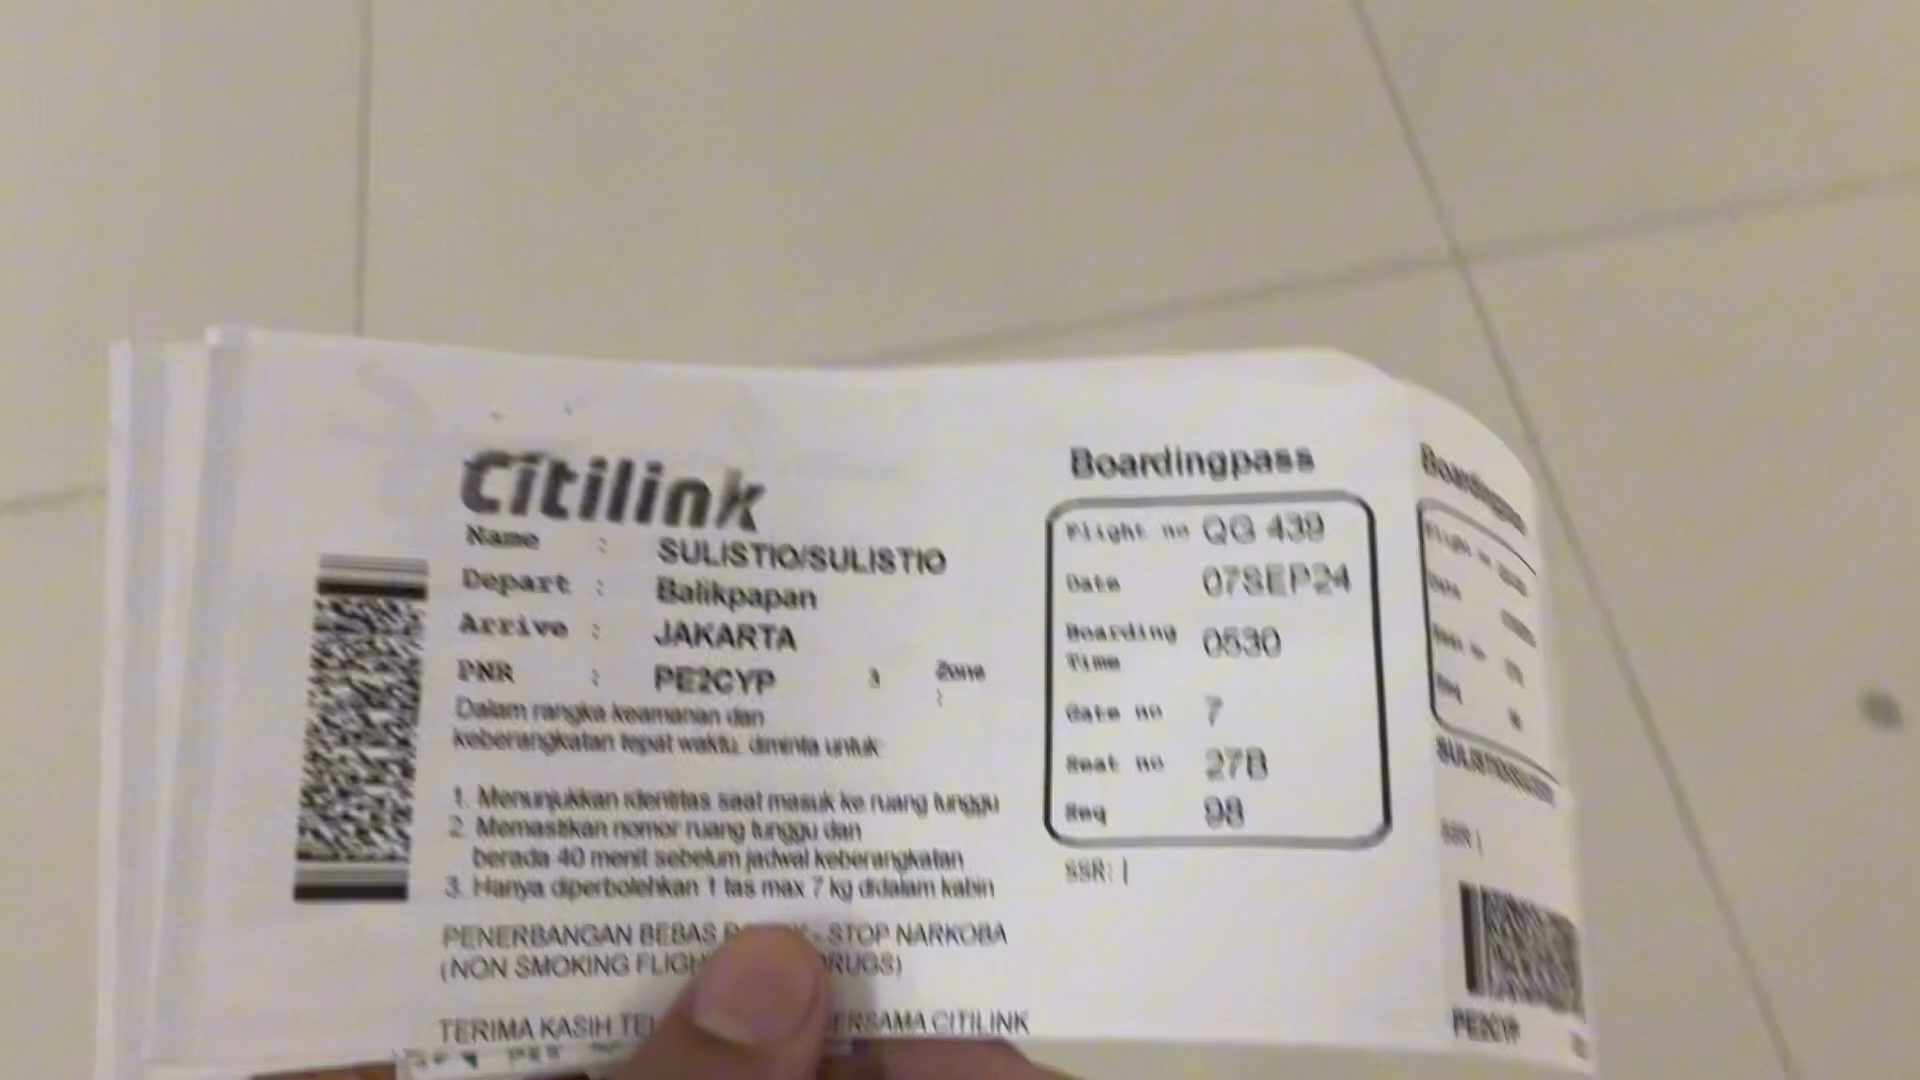 Citilink
Name : SULISTIO/SULISTIO
Depart : Balikpapan
Arrive : JAKARTA
PNR : PE2CYP 3 Zone :
Dalam rangka keamanan dan
keberangkatan tepat waktu, diminta untuk:
1. Menunjukkan identitas saat masuk ke ruang tunggu
2. Memastikan nomor ruang tunggu dan
berada 40 menit sebelum jadwal keberangkatan
3. Hanya diperbolehkan 1 tas max 7 kg didalam kabin
PENERBANGAN BEBAS - STOP NARKOBA
(NON SMOKING
TERIMA KASIH CITILINK
Boardingpass
Flight no QG 439
Date 07SEP24
Boarding Time 0530
Gate no 7
Seat no 27B
Seq 98
SSR: |
Boardingpass
SSR |
PE2CYP